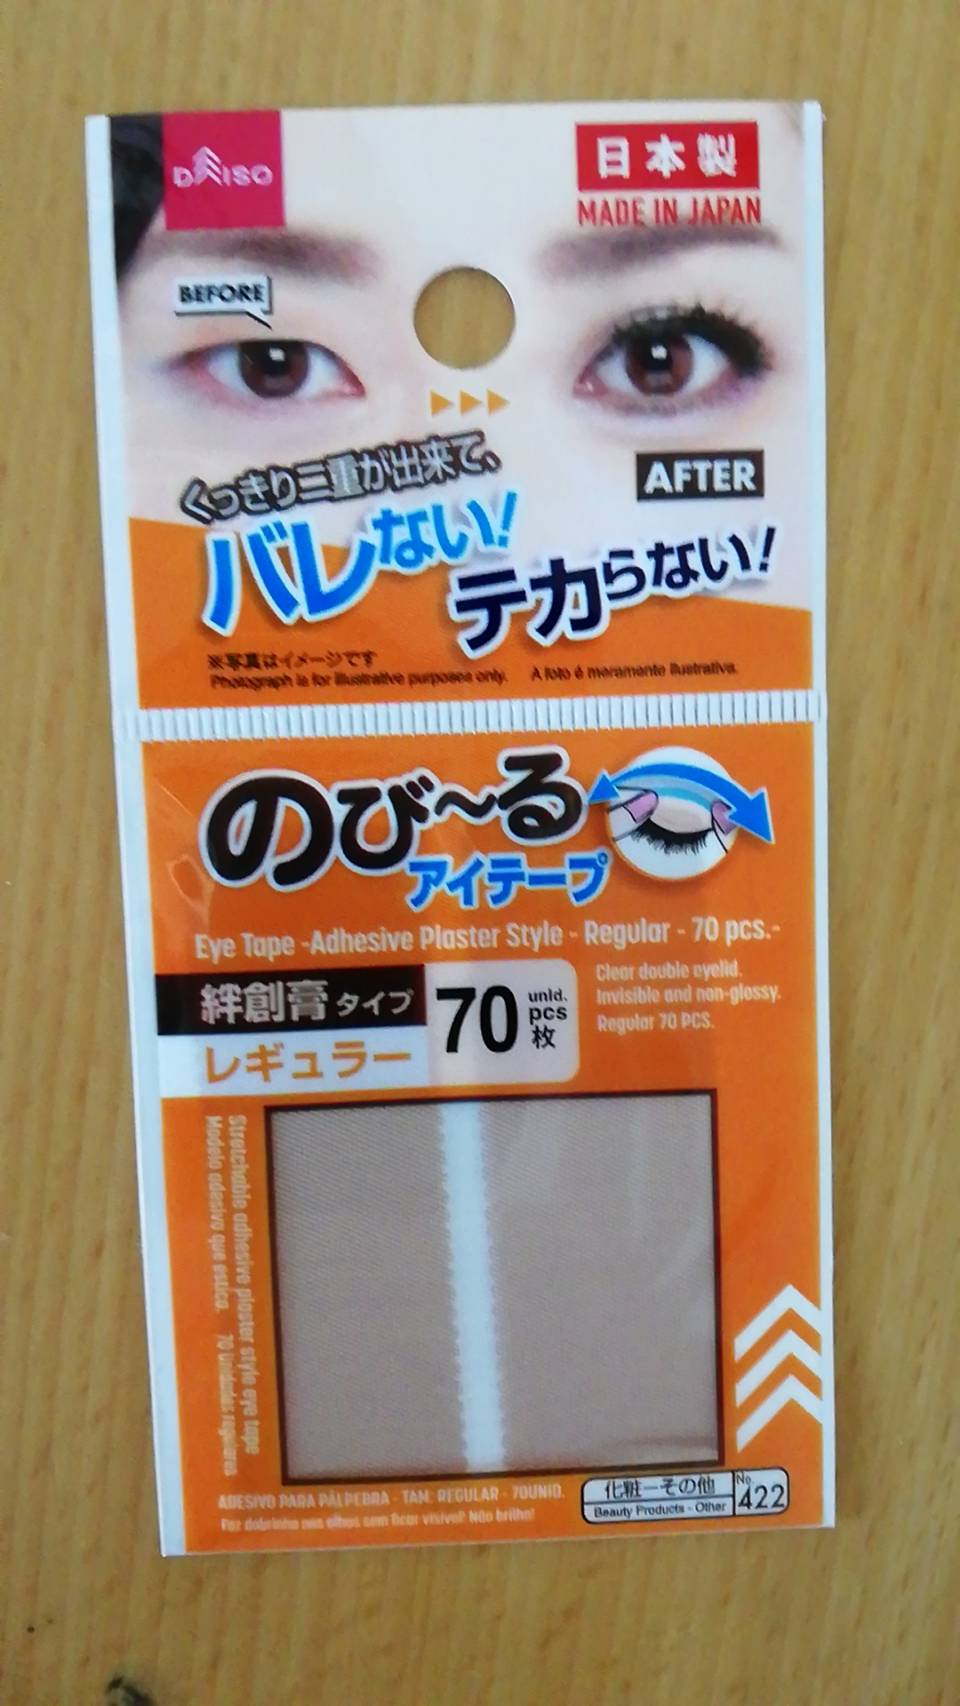 DAISO
日本製
MADE IN JAPAN
BEFORE
AFTER
くっきり二重が出来て、
バレない!
テカらない!
※写真はイメージです
Photograph is for illustrative purposes only. A foto é meramente ilustrativa.
のび～る
アイテープ
Eye Tape -Adhesive Plaster Style - Regular - 70 pcs.-
絆創膏タイプ
レギュラー
70 unid. pcs 枚
Clear double eyelid.
Invisible and non-glossy.
Regular 70 PCS.
Stretchable adhesive plaster style eye tape
Modelo adesivo que estica. 70 Unidades regulares
ADESIVO PARA PÁLPEBRA - TAM: REGULAR - 70UNID.
Faz dobrinha nos olhos sem ficar visível! Não brilha!
化粧－その他
Beauty Products - Other
No. 422